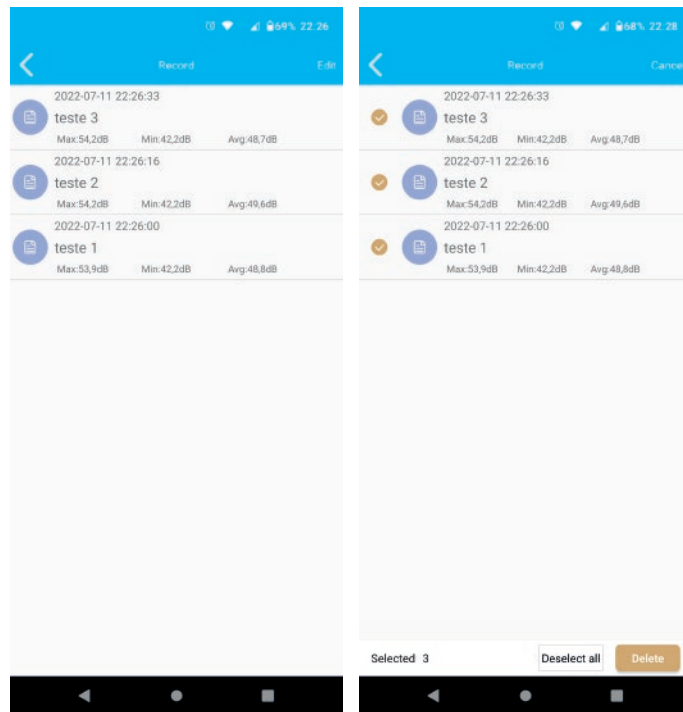 69% 22:26
Record Edit
2022-07-11 22:26:33
teste 3
Max:54,2dB Min:42,2dB Avg:48,7dB
2022-07-11 22:26:16
teste 2
Max:54,2dB Min:42,2dB Avg:49,6dB
2022-07-11 22:26:00
teste 1
Max:53,9dB Min:42,2dB Avg:48,8dB
68% 22:28
Record Cance
2022-07-11 22:26:33
teste 3
Max:54,2dB Min:42,2dB Avg:48,7dB
2022-07-11 22:26:16
teste 2
Max:54,2dB Min:42,2dB Avg:49,6dB
2022-07-11 22:26:00
teste 1
Max:53,9dB Min:42,2dB Avg:48,8dB
Selected 3 Deselect all Delete